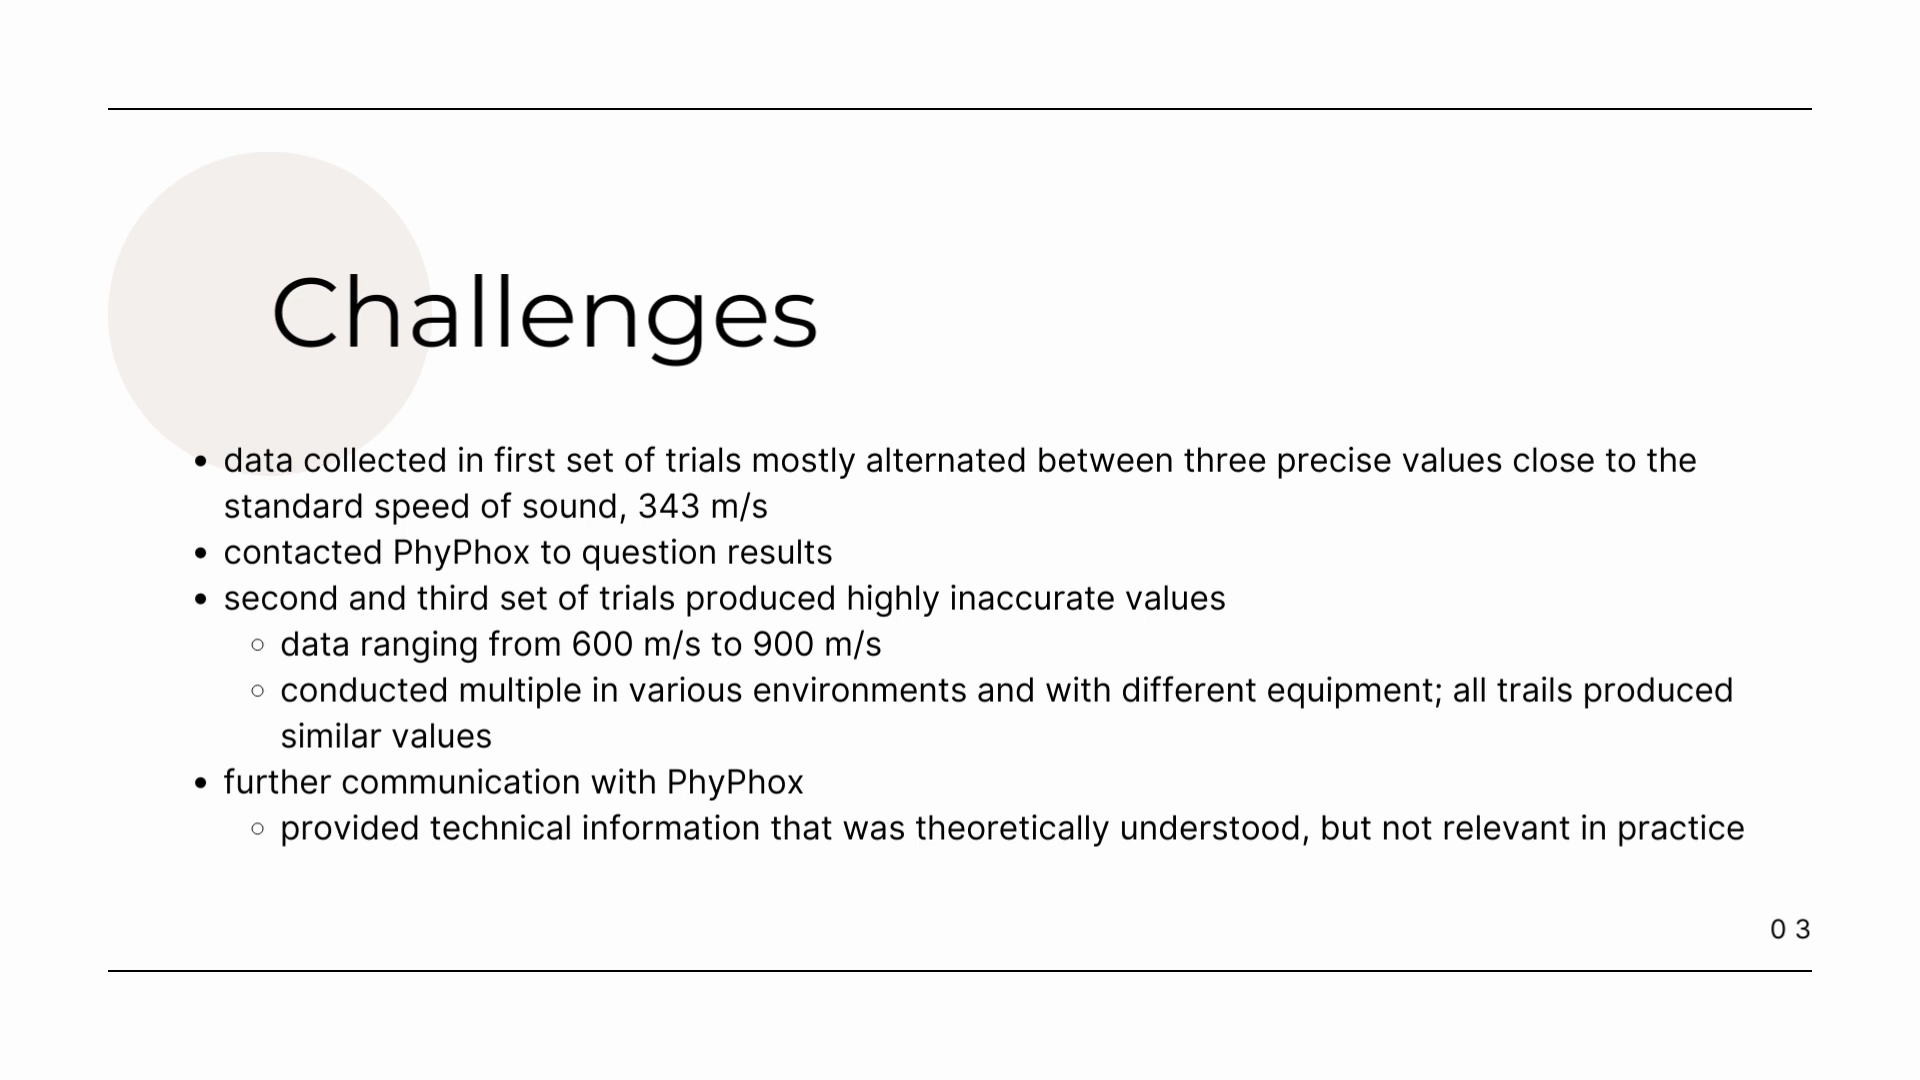 Challenges
• data collected in first set of trials mostly alternated between three precise values close to the
standard speed of sound, 343 m/s
• contacted PhyPhox to question results
• second and third set of trials produced highly inaccurate values
◦ data ranging from 600 m/s to 900 m/s
◦ conducted multiple in various environments and with different equipment; all trails produced
similar values
• further communication with PhyPhox
◦ provided technical information that was theoretically understood, but not relevant in practice
03